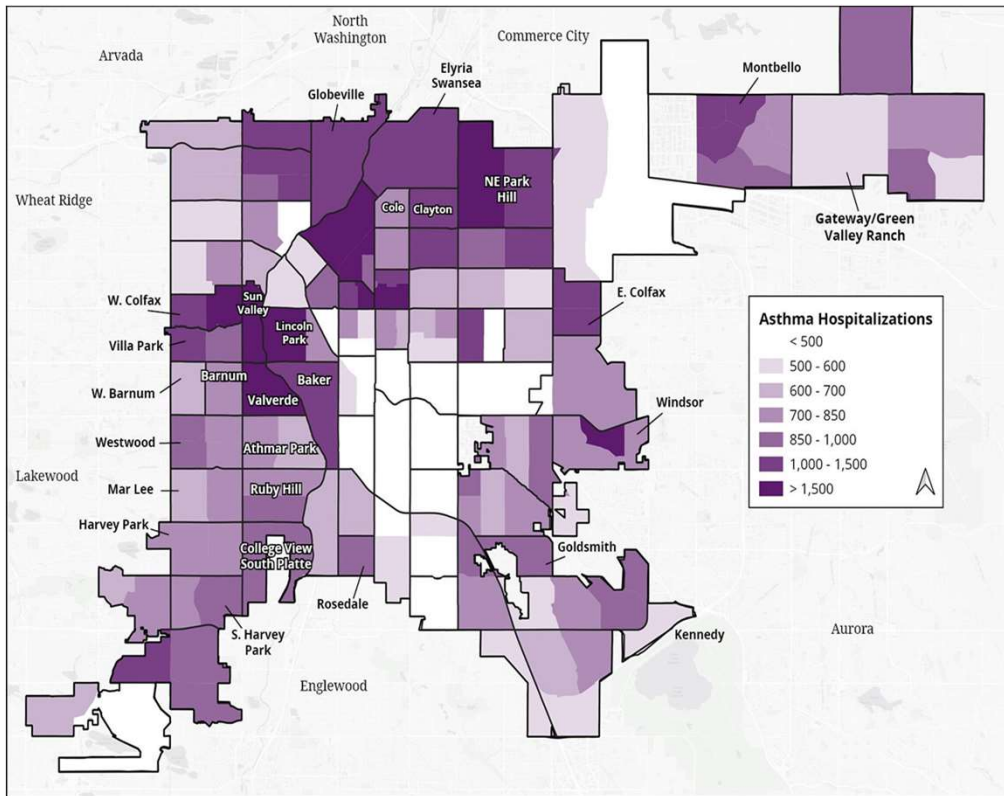 North
Washington
Commerce City
Arvada
Elyria
Swansea
Montbello
Globeville
NE Park
Hill
Wheat Ridge
Cole
Clayton
Gateway/Green
Valley Ranch
W. Colfax
Sun
Valley
E. Colfax
Lincoln
Park
Villa Park
Barnum
Baker
W. Barnum
Valverde
Windsor
Westwood
Athmar Park
Lakewood
Mar Lee
Ruby Hill
Harvey Park
College View
South Platte
Goldsmith
Rosedale
S. Harvey
Park
Kennedy
Aurora
Englewood
Asthma Hospitalizations
< 500
500 - 600
600 - 700
700 - 850
850 - 1,000
1,000 - 1,500
> 1,500